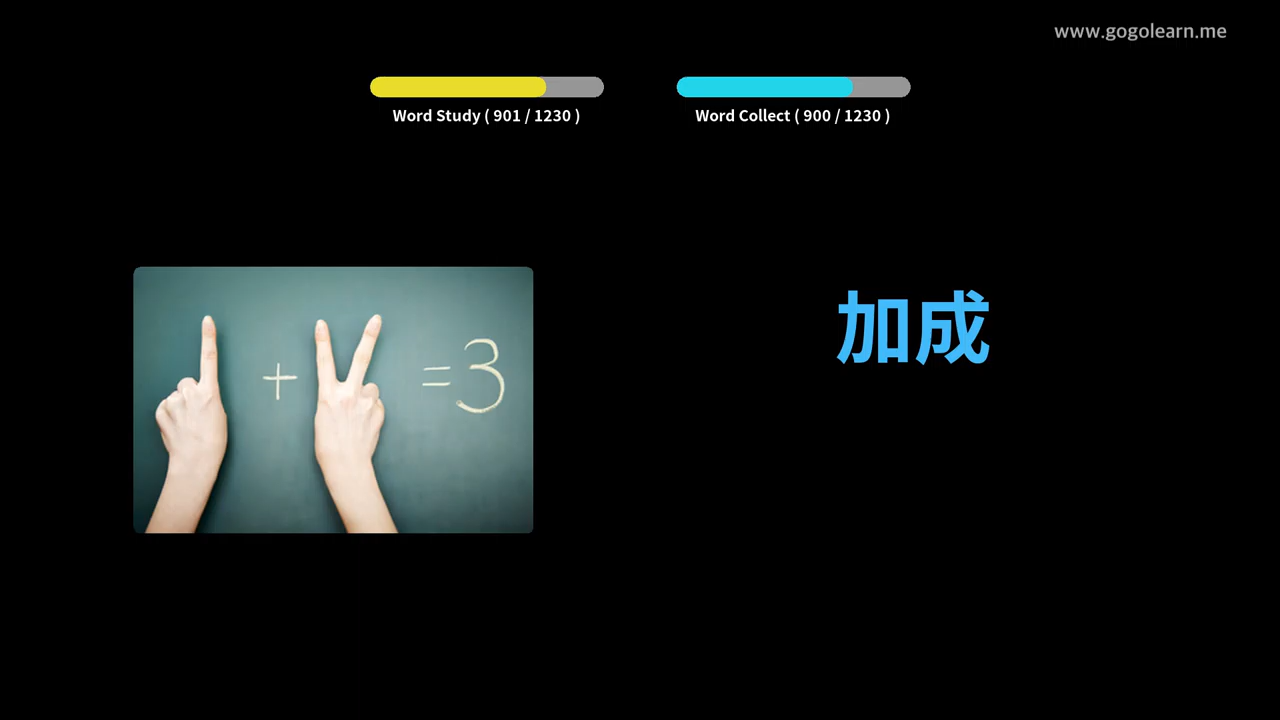 www.gogolearn.me
Word Study ( 901 / 1230 )
Word Collect ( 900 / 1230 )
加成
+ =3